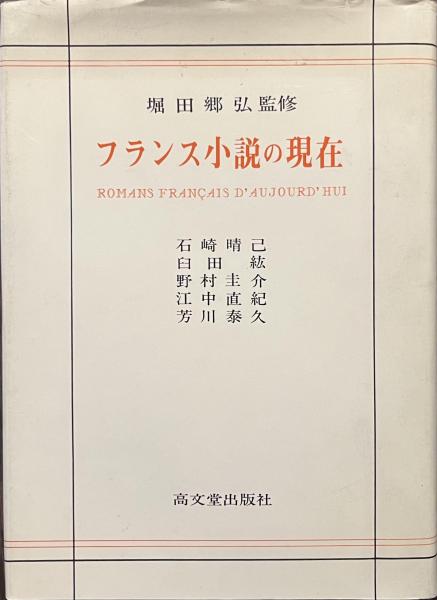 堀田郷弘監修
フランス小説の現在
ROMANS FRANÇAIS D'AUJOURD'HUI
石崎晴己
臼田紘
野村圭介
江中直紀
芳川泰久
高文堂出版社